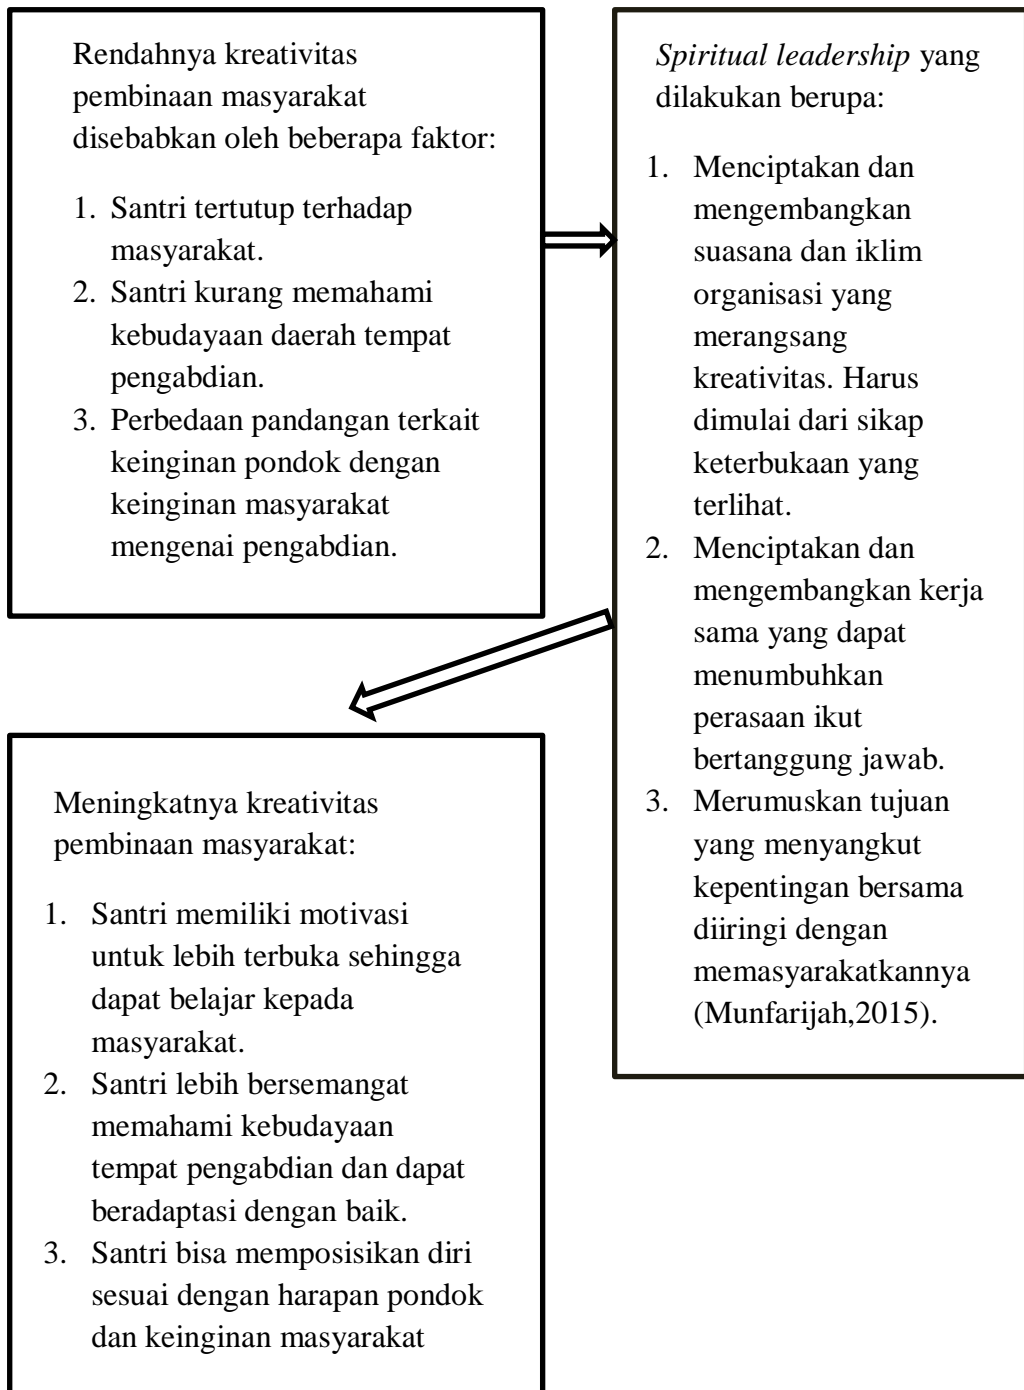 Rendahnya kreativitas
pembinaan masyarakat
disebabkan oleh beberapa faktor:
1. Santri tertutup terhadap
masyarakat.
2. Santri kurang memahami
kebudayaan daerah tempat
pengabdian.
3. Perbedaan pandangan terkait
keinginan pondok dengan
keinginan masyarakat
mengenai pengabdian.
Spiritual leadership yang
dilakukan berupa:
1. Menciptakan dan
mengembangkan
suasana dan iklim
organisasi yang
merangsang
kreativitas. Harus
dimulai dari sikap
keterbukaan yang
terlihat.
2. Menciptakan dan
mengembangkan kerja
sama yang dapat
menumbuhkan
perasaan ikut
bertanggung jawab.
3. Merumuskan tujuan
yang menyangkut
kepentingan bersama
diiringi dengan
memasyarakatkannya
(Munfarijah,2015).
Meningkatnya kreativitas
pembinaan masyarakat:
1. Santri memiliki motivasi
untuk lebih terbuka sehingga
dapat belajar kepada
masyarakat.
2. Santri lebih bersemangat
memahami kebudayaan
tempat pengabdian dan dapat
beradaptasi dengan baik.
3. Santri bisa memposisikan diri
sesuai dengan harapan pondok
dan keinginan masyarakat